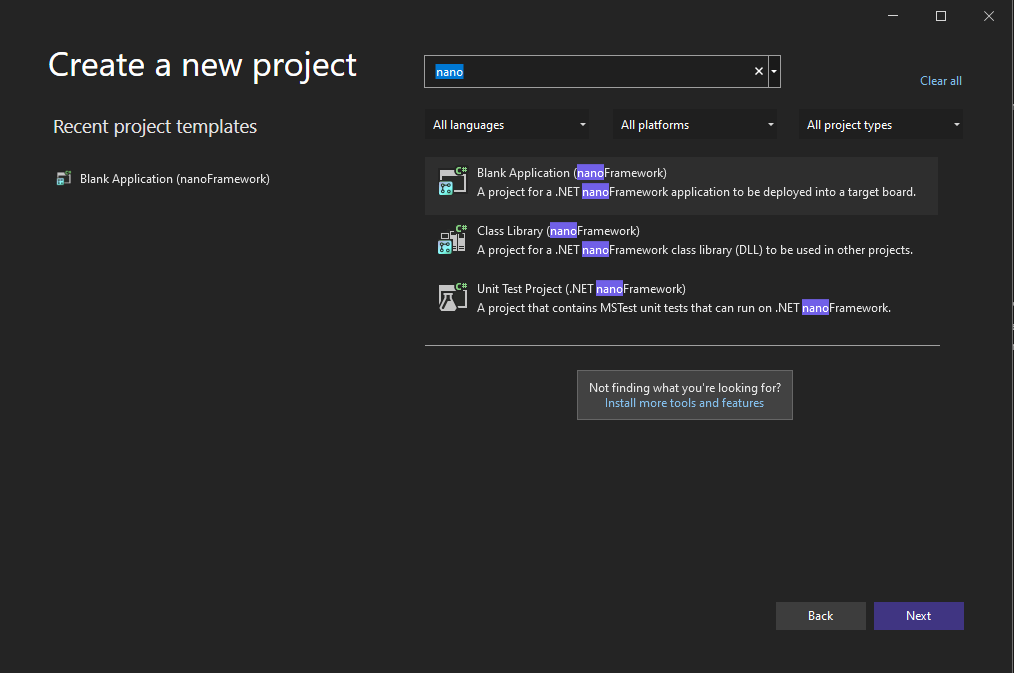 Create a new project
Recent project templates
Blank Application (nanoFramework)
nano
Clear all
All languages
All platforms
All project types
C#
Blank Application (nanoFramework)
A project for a .NET nanoFramework application to be deployed into a target board.
C#
Class Library (nanoFramework)
A project for a .NET nanoFramework class library (DLL) to be used in other projects.
C#
Unit Test Project (.NET nanoFramework)
A project that contains MSTest unit tests that can run on .NET nanoFramework.
Not finding what you're looking for?
Install more tools and features
Back
Next